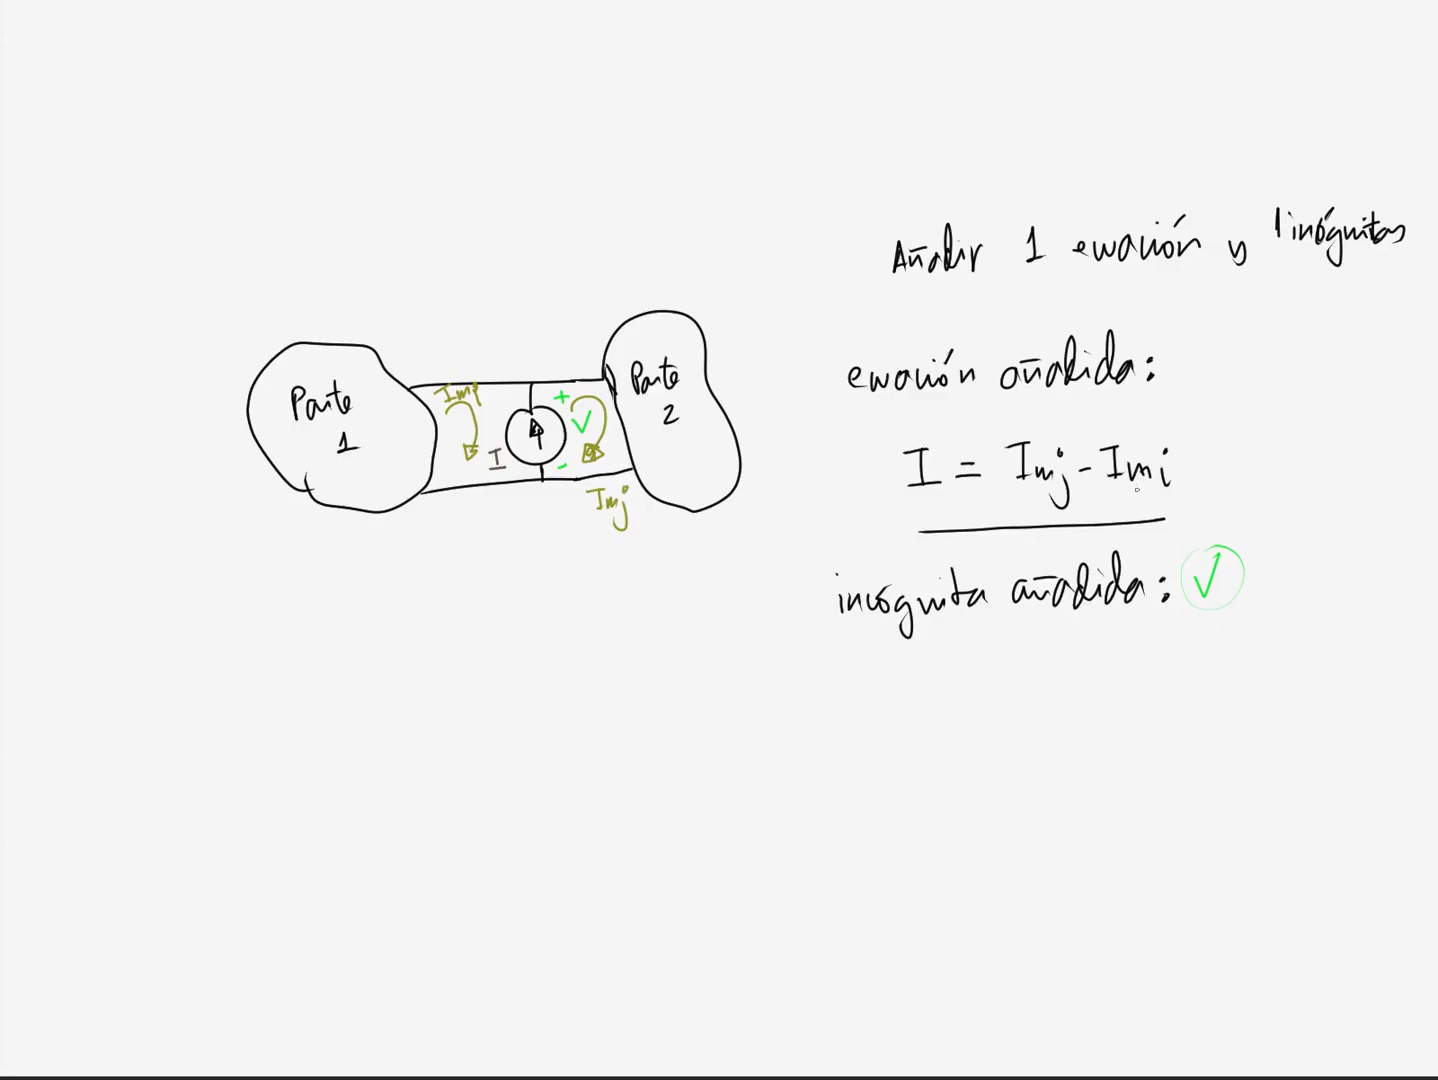 Añadir 1 ecuación y 1 incógnitas
ecuación añadida:
Parte
1
Parte
2
Imi
+
V
I
-
Imj
I = Imj - Imi
incógnita añadida: V